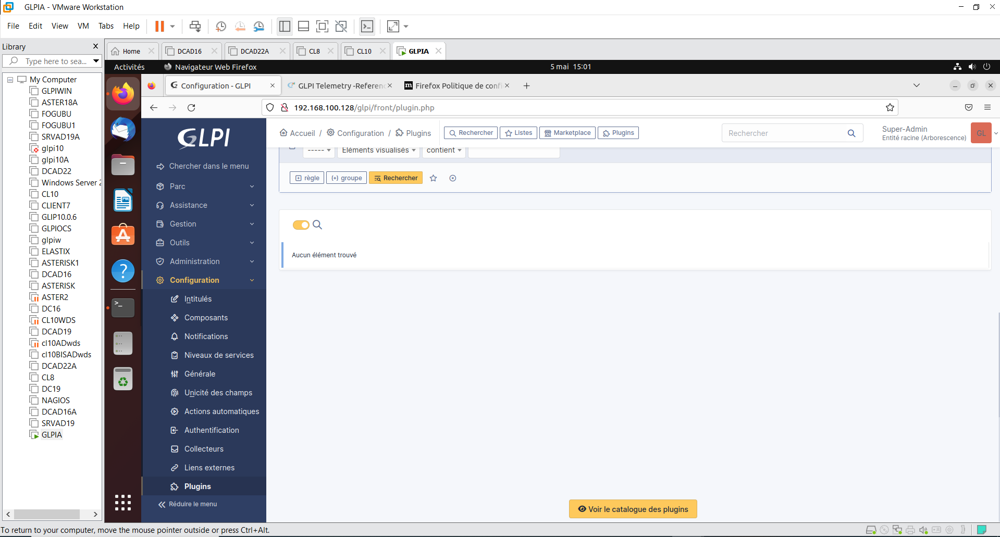 GLPIA - VMware Workstation
File Edit View VM Tabs Help
Library
Type here to sea...
My Computer
GLPIWIN
ASTER18A
FOGUBU
FOGUBU1
SRVAD19A
glpi10
glpi10A
DCAD22
Windows Server 2
CL10
CLIENT7
GLIP10.0.6
GLPIOCS
glpiw
ELASTIX
ASTERISK1
DCAD16
ASTERISK
ASTER2
DC16
CL10WDS
DCAD19
cl10ADwds
cl10BISADwds
DCAD22A
CL8
DC19
NAGIOS
DCAD16A
SRVAD19
GLPIA
Home DCAD16 DCAD22A CL8 CL10 GLPIA
Activités Navigateur Web Firefox 5 mai 15:01
Configuration - GLPI GLPI Telemetry -Referenc Firefox Politique de confi
192.168.100.128/glpi/front/plugin.php
GLPI
Chercher dans le menu
Parc
Assistance
Gestion
Outils
Administration
Configuration
Intitulés
Composants
Notifications
Niveaux de services
Générale
Unicité des champs
Actions automatiques
Authentification
Collecteurs
Liens externes
Plugins
Réduire le menu
Accueil / Configuration / Plugins Rechercher Listes Marketplace Plugins
Rechercher
Super-Admin
Entité racine (Arborescence)
GL
----- Eléments visualisés contient
règle {+} groupe Rechercher
Aucun élément trouvé
Voir le catalogue des plugins
To return to your computer, move the mouse pointer outside or press Ctrl+Alt.